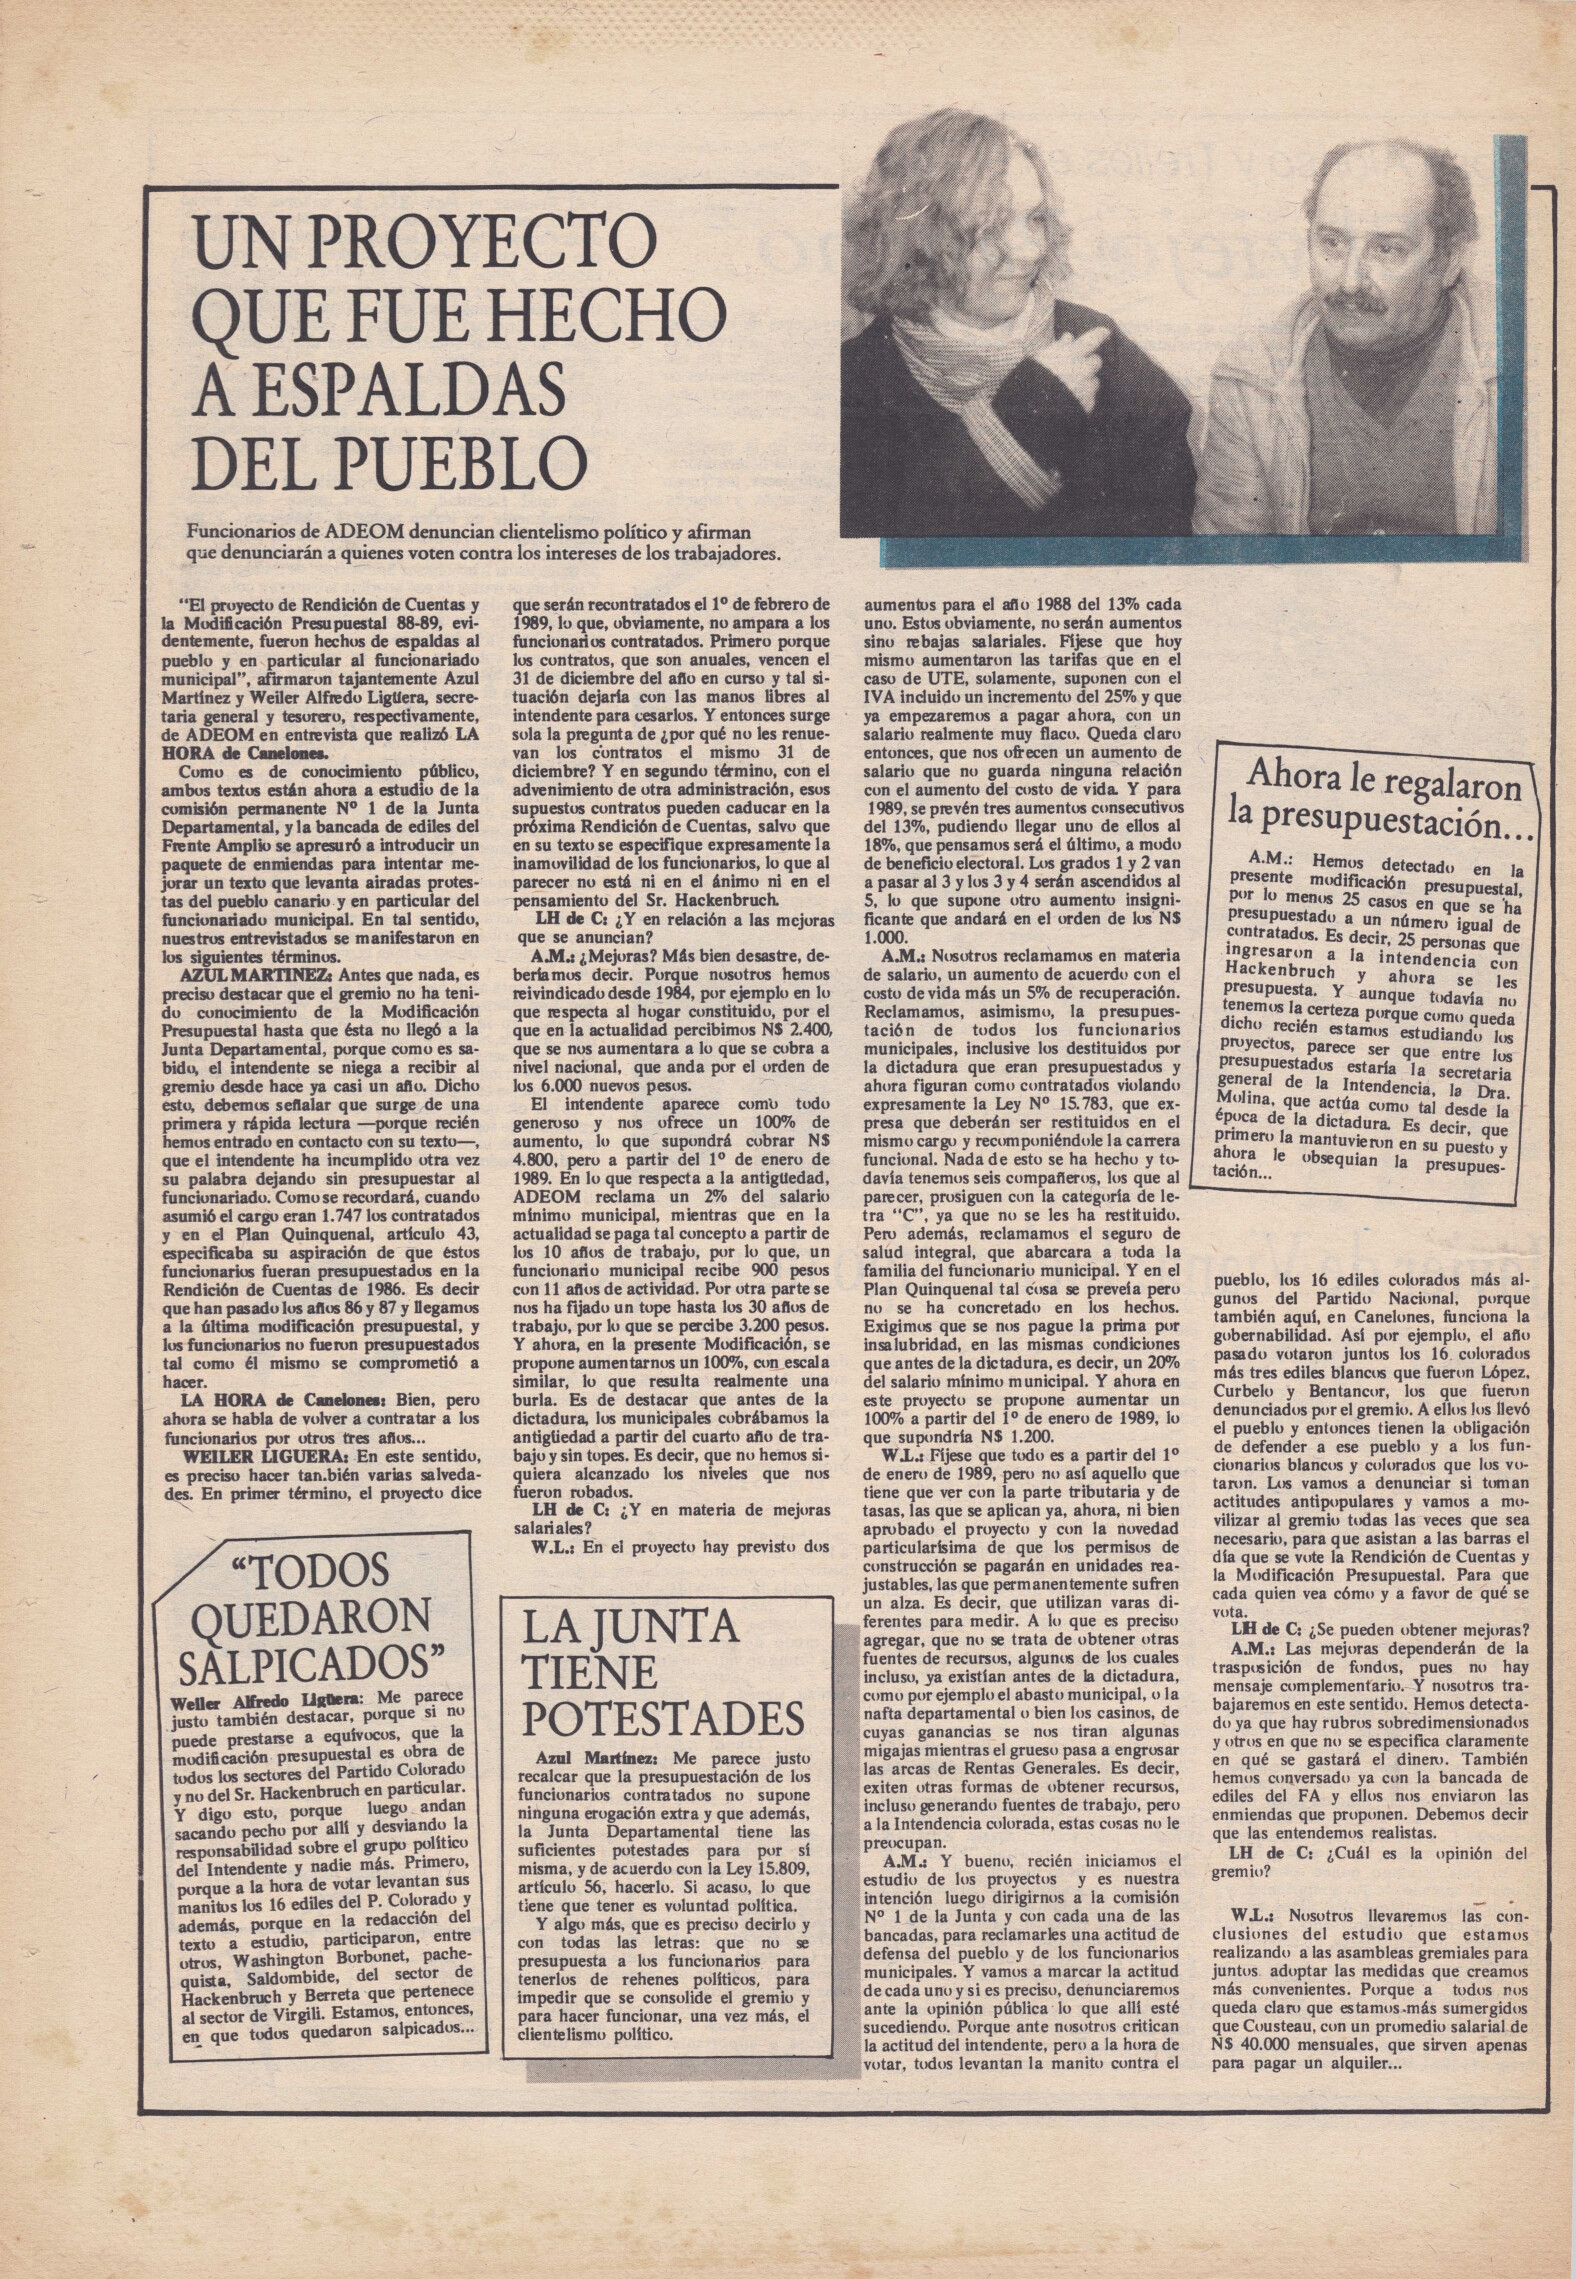 UN PROYECTO
QUE FUE HECHO
A ESPALDAS
DEL PUEBLO
Funcionarios de ADEOM denuncian clientelismo político y afirman
que denunciarán a quienes voten contra los intereses de los trabajadores.
"El proyecto de Rendición de Cuentas y
la Modificación Presupuestal 88-89, evi-
dentemente, fueron hechos de espaldas al
pueblo y en particular al funcionariado
municipal", afirmaron tajantemente Azul
Martínez y Weiler Alfredo Ligüera, secre-
taria general y tesorero, respectivamente,
de ADEOM en entrevista que realizó LA
HORA de Canelones.
Como es de conocimiento público,
ambos textos están ahora a estudio de la
comisión permanente Nº 1 de la Junta
Departamental, y la bancada de ediles del
Frente Amplio se apresuró a introducir un
paquete de enmiendas para intentar me-
jorar un texto que levanta airadas protes-
tas del pueblo canario y en particular del
funcionariado municipal. En tal sentido,
nuestros entrevistados se manifestaron en
los siguientes términos.
AZUL MARTINEZ: Antes que nada, es
preciso destacar que el gremio no ha teni-
do conocimiento de la Modificación
Presupuestal hasta que ésta no llegó a la
Junta Departamental, porque como es sa-
bido, el intendente se niega a recibir al
gremio desde hace ya casi un año. Dicho
esto, debemos señalar que surge de una
primera y rápida lectura —porque recién
hemos entrado en contacto con su texto—,
que el intendente ha incumplido otra vez
su palabra dejando sin presupuestar al
funcionariado. Como se recordará, cuando
asumió el cargo eran 1.747 los contratados
y en el Plan Quinquenal, artículo 43,
especificaba su aspiración de que éstos
funcionarios fueran presupuestados en la
Rendición de Cuentas de 1986. Es decir
que han pasado los años 86 y 87 y llegamos
a la última modificación presupuestal, y
los funcionarios no fueron presupuestados
tal como él mismo se comprometió a
hacer.
LA HORA de Canelones: Bien, pero
ahora se habla de volver a contratar a los
funcionarios por otros tres años...
WEILER LIGUERA: En este sentido,
es preciso hacer tan.bién varias salveda-
des. En primer término, el proyecto dice
que serán recontratados el 1º de febrero de
1989, lo que, obviamente, no ampara a los
funcionarios contratados. Primero porque
los contratos, que son anuales, vencen el
31 de diciembre del año en curso y tal si-
tuación dejaría con las manos libres al
intendente para cesarlos. Y entonces surge
sola la pregunta de ¿por qué no les renue-
van los contratos el mismo 31 de
diciembre? Y en segundo término, con el
advenimiento de otra administración, esos
supuestos contratos pueden caducar en la
próxima Rendición de Cuentas, salvo que
en su texto se especifique expresamente la
inamovilidad de los funcionarios, lo que al
parecer no está ni en el ánimo ni en el
pensamiento del Sr. Hackenbruch.
LH de C: ¿Y en relación a las mejoras
que se anuncian?
A.M.: ¿Mejoras? Más bien desastre, de-
beríamos decir. Porque nosotros hemos
reivindicado desde 1984, por ejemplo en lo
que respecta al hogar constituido, por el
que en la actualidad percibimos N$ 2.400,
que se nos aumentara a lo que se cobra a
nivel nacional, que anda por el orden de
los 6.000 nuevos pesos.
El intendente aparece como todo
generoso y nos ofrece un 100% de
aumento, lo que supondrá cobrar N$
4.800, pero a partir del 1º de enero de
1989. En lo que respecta a la antigüedad,
ADEOM reclama un 2% del salario
mínimo municipal, mientras que en la
actualidad se paga tal concepto a partir de
los 10 años de trabajo, por lo que, un
funcionario municipal recibe 900 pesos
con 11 años de actividad. Por otra parte se
nos ha fijado un tope hasta los 30 años de
trabajo, por lo que se percibe 3.200 pesos.
Y ahora, en la presente Modificación, se
propone aumentarnos un 100%, con escala
similar, lo que resulta realmente una
burla. Es de destacar que antes de la
dictadura, los municipales cobrábamos la
antigüedad a partir del cuarto año de tra-
bajo y sin topes. Es decir, que no hemos si-
quiera alcanzado los niveles que nos
fueron robados.
LH de C: ¿Y en materia de mejoras
salariales?
W.L.: En el proyecto hay previsto dos
aumentos para el año 1988 del 13% cada
uno. Estos obviamente, no serán aumentos
sino rebajas salariales. Fíjese que hoy
mismo aumentaron las tarifas que en el
caso de UTE, solamente, suponen con el
IVA incluido un incremento del 25% y que
ya empezaremos a pagar ahora, con un
salario realmente muy flaco. Queda claro
entonces, que nos ofrecen un aumento de
salario que no guarda ninguna relación
con el aumento del costo de vida. Y para
1989, se prevén tres aumentos consecutivos
del 13%, pudiendo llegar uno de ellos al
18%, que pensamos será el último, a modo
de beneficio electoral. Los grados 1 y 2 van
a pasar al 3 y los 3 y 4 serán ascendidos al
5, lo que supone otro aumento insigni-
ficante que andará en el orden de los N$
1.000.
A.M.: Nosotros reclamamos en materia
de salario, un aumento de acuerdo con el
costo de vida más un 5% de recuperación.
Reclamamos, asimismo, la presupues-
tación de todos los funcionarios
municipales, inclusive los destituidos por
la dictadura que eran presupuestados y
ahora figuran como contratados violando
expresamente la Ley Nº 15.783, que ex-
presa que deberán ser restituidos en el
mismo cargo y recomponiéndole la carrera
funcional. Nada de esto se ha hecho y to-
davía tenemos seis compañeros, los que al
parecer, prosiguen con la categoría de le-
tra "C", ya que no se les ha restituido.
Pero además, reclamamos el seguro de
salud integral, que abarcara a toda la
familia del funcionario municipal. Y en el
Plan Quinquenal tal cosa se preveía pero
no se ha concretado en los hechos.
Exigimos que se nos pague la prima por
insalubridad, en las mismas condiciones
que antes de la dictadura, es decir, un 20%
del salario mínimo municipal. Y ahora en
este proyecto se propone aumentar un
100% a partir del 1º de enero de 1989, lo
que supondría N$ 1.200.
W.L.: Fíjese que todo es a partir del 1º
de enero de 1989, pero no así aquello que
tiene que ver con la parte tributaria y de
tasas, las que se aplican ya, ahora, ni bien
aprobado el proyecto y con la novedad
particularísima de que los permisos de
construcción se pagarán en unidades rea-
justables, las que permanentemente sufren
un alza. Es decir, que utilizan varas di-
ferentes para medir. A lo que es preciso
agregar, que no se trata de obtener otras
fuentes de recursos, algunos de los cuales
incluso, ya existían antes de la dictadura,
como por ejemplo el abasto municipal, o la
nafta departamental o bien los casinos, de
cuyas ganancias se nos tiran algunas
migajas mientras el grueso pasa a engrosar
las arcas de Rentas Generales. Es decir,
exiten otras formas de obtener recursos,
incluso generando fuentes de trabajo, pero
a la Intendencia colorada, estas cosas no le
preocupan.
A.M.: Y bueno, recién iniciamos el
estudio de los proyectos y es nuestra
intención luego dirigirnos a la comisión
Nº 1 de la Junta y con cada una de las
bancadas, para reclamarles una actitud de
defensa del pueblo y de los funcionarios
municipales. Y vamos a marcar la actitud
de cada uno y si es preciso, denunciaremos
ante la opinión pública lo que allí esté
sucediendo. Porque ante nosotros critican
la actitud del intendente, pero a la hora de
votar, todos levantan la manito contra el
Ahora le regalaron
la presupuestación...
A.M.: Hemos detectado en la
presente modificación presupuestal,
por lo menos 25 casos en que se ha
presupuestado a un número igual de
contratados. Es decir, 25 personas que
ingresaron a la intendencia con
Hackenbruch y ahora se les
presupuesta. Y aunque todavía no
tenemos la certeza porque como queda
dicho recién estamos estudiando los
proyectos, parece ser que entre los
presupuestados estaría la secretaria
general de la Intendencia, la Dra.
Molina, que actúa como tal desde la
época de la dictadura. Es decir, que
primero la mantuvieron en su puesto y
ahora le obsequian la presupues-
tación...
pueblo, los 16 ediles colorados más al-
gunos del Partido Nacional, porque
también aquí, en Canelones, funciona la
gobernabilidad. Así por ejemplo, el año
pasado votaron juntos los 16 colorados
más tres ediles blancos que fueron López,
Curbelo y Bentancor, los que fueron
denunciados por el gremio. A ellos los llevó
el pueblo y entonces tienen la obligación
de defender a ese pueblo y a los fun-
cionarios blancos y colorados que los vo-
taron. Los vamos a denunciar si toman
actitudes antipopulares y vamos a mo-
vilizar al gremio todas las veces que sea
necesario, para que asistan a las barras el
día que se vote la Rendición de Cuentas y
la Modificación Presupuestal. Para que
cada quien vea cómo y a favor de qué se
vota.
LH de C: ¿Se pueden obtener mejoras?
A.M.: Las mejoras dependerán de la
trasposición de fondos, pues no hay
mensaje complementario. Y nosotros tra-
bajaremos en este sentido. Hemos detecta-
do ya que hay rubros sobredimensionados
y otros en que no se especifica claramente
en qué se gastará el dinero. También
hemos conversado ya con la bancada de
ediles del FA y ellos nos enviaron las
enmiendas que proponen. Debemos decir
que las entendemos realistas.
LH de C: ¿Cuál es la opinión del
gremio?
W.L.: Nosotros llevaremos las con-
clusiones del estudio que estamos
realizando a las asambleas gremiales para
juntos adoptar las medidas que creamos
más convenientes. Porque a todos nos
queda claro que estamos más sumergidos
que Cousteau, con un promedio salarial de
N$ 40.000 mensuales, que sirven apenas
para pagar un alquiler...
"TODOS
QUEDARON
SALPICADOS"
Weiler Alfredo Ligüera: Me parece
justo también destacar, porque si no
puede prestarse a equívocos, que la
modificación presupuestal es obra de
todos los sectores del Partido Colorado
y no del Sr. Hackenbruch en particular.
Y digo esto, porque luego andan
sacando pecho por allí y desviando la
responsabilidad sobre el grupo político
del Intendente y nadie más. Primero,
porque a la hora de votar levantan sus
manitos los 16 ediles del P. Colorado y
además, porque en la redacción del
texto a estudio, participaron, entre
otros, Washington Borbonet, pache-
quista, Saldombide, del sector de
Hackenbruch y Berreta que pertenece
al sector de Virgili. Estamos, entonces,
en que todos quedaron salpicados...
LA JUNTA
TIENE
POTESTADES
Azul Martínez: Me parece justo
recalcar que la presupuestación de los
funcionarios contratados no supone
ninguna erogación extra y que además,
la Junta Departamental tiene las
suficientes potestades para por sí
misma, y de acuerdo con la Ley 15.809,
artículo 56, hacerlo. Si acaso, lo que
tiene que tener es voluntad política.
Y algo más, que es preciso decirlo y
con todas las letras: que no se
presupuesta a los funcionarios para
tenerlos de rehenes políticos, para
impedir que se consolide el gremio y
para hacer funcionar, una vez más, el
clientelismo político.